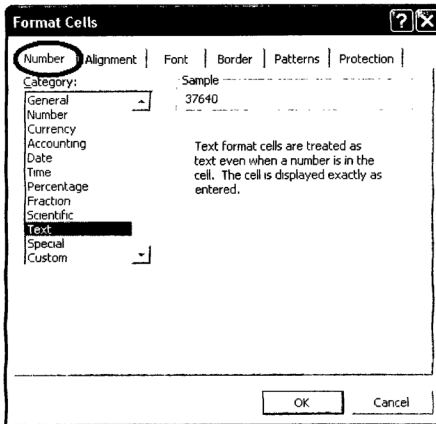 Format Cells
Number Alignment Font Border Patterns Protection
Category:
General
Number
Currency
Accounting
Date
Time
Percentage
Fraction
Scientific
Text
Special
Custom
Sample
37640
Text format cells are treated as
text even when a number is in the
cell. The cell is displayed exactly as
entered.
OK Cancel